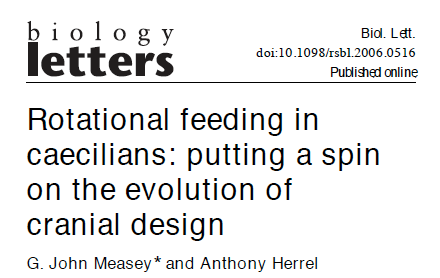 biology
letters
Biol. Lett.
doi:10.1098/rsbl.2006.0516
Published online
Rotational feeding in
caecilians: putting a spin
on the evolution of
cranial design
G. John Measey* and Anthony Herrel